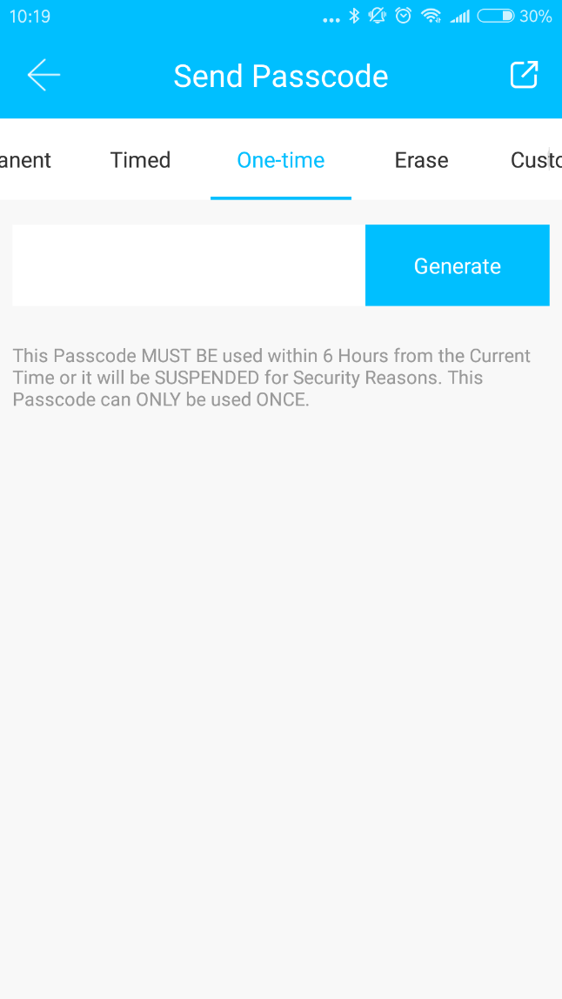 10:19
30%
Send Passcode
anent Timed One-time Erase Custo
Generate
This Passcode MUST BE used within 6 Hours from the Current
Time or it will be SUSPENDED for Security Reasons. This
Passcode can ONLY be used ONCE.